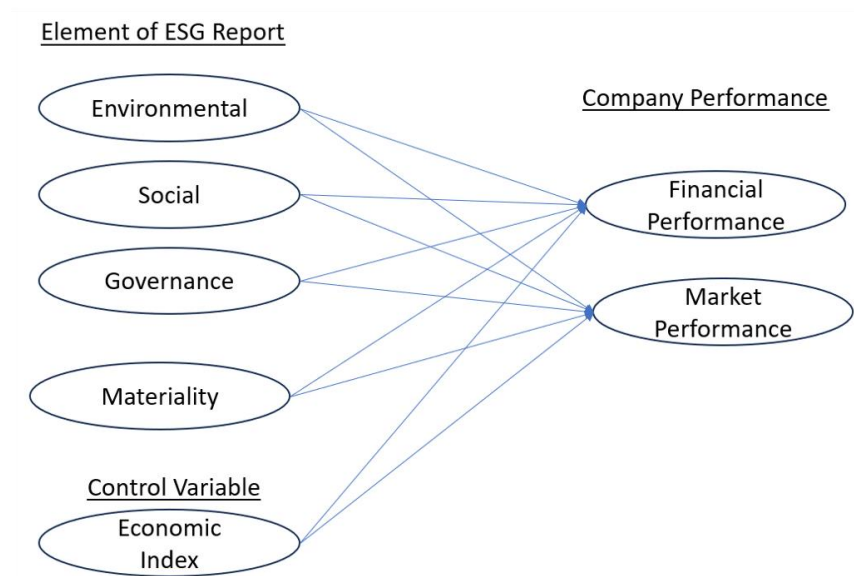 Element of ESG Report
Environmental
Social
Governance
Materiality
Control Variable
Economic
Index
Company Performance
Financial
Performance
Market
Performance